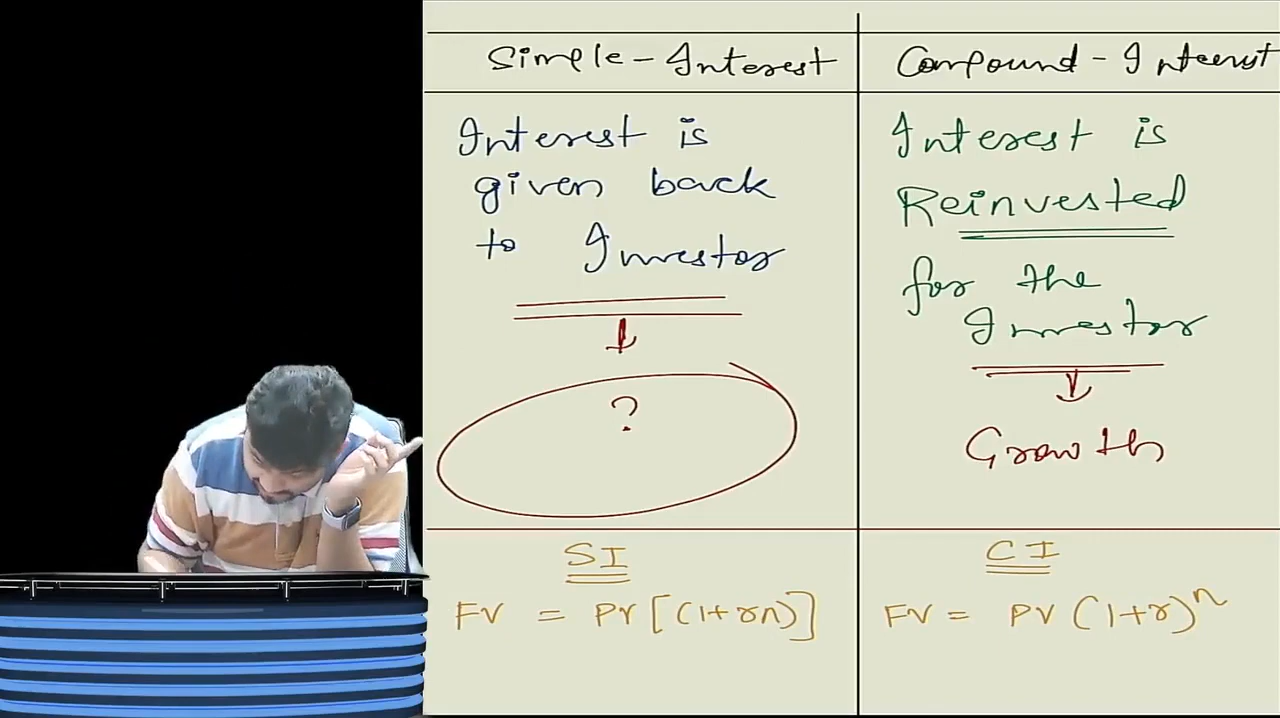 Simple - Interest
Compound - Interest
Interest is
given back
to Investor
?
Interest is
Reinvested
for the
Investor
Growth
SI
FV = PV [(1+rn)]
CI
FV = PV (1+r)^n